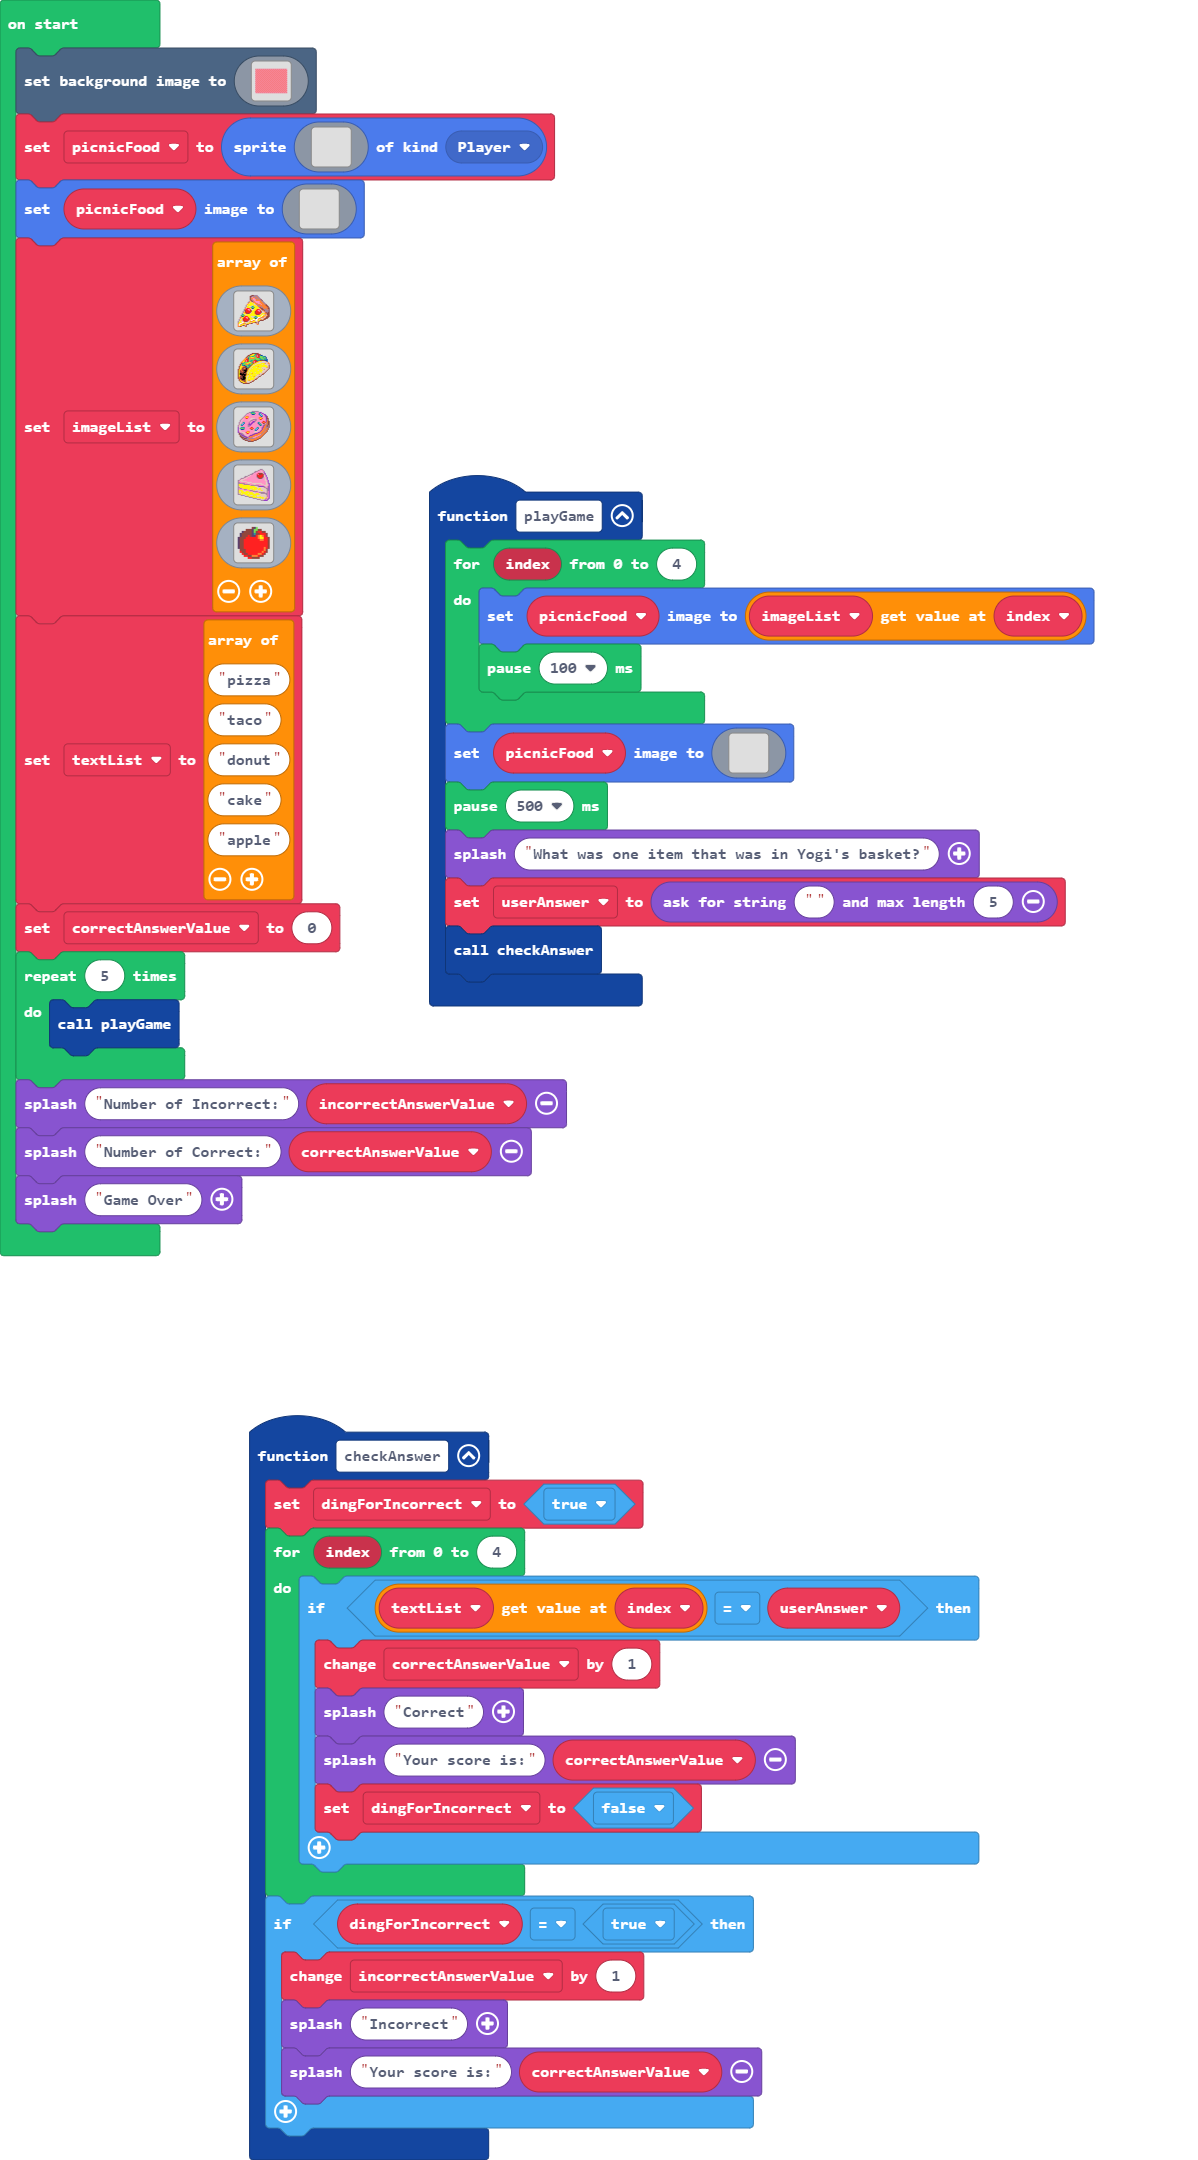 on start
set background image to
set picnicFood to sprite of kind Player
set picnicFood image to
set imageList to array of
set textList to array of
"pizza"
"taco"
"donut"
"cake"
"apple"
set correctAnswerValue to 0
repeat 5 times
do call playGame
splash "Number of Incorrect:" incorrectAnswerValue
splash "Number of Correct:" correctAnswerValue
splash "Game Over"
function playGame
for index from 0 to 4
do set picnicFood image to imageList get value at index
pause 100 ms
set picnicFood image to
pause 500 ms
splash "What was one item that was in Yogi's basket?"
set userAnswer to ask for string "" and max length 5
call checkAnswer
function checkAnswer
set dingForIncorrect to true
for index from 0 to 4
do if textList get value at index = userAnswer then
change correctAnswerValue by 1
splash "Correct"
splash "Your score is:" correctAnswerValue
set dingForIncorrect to false
if dingForIncorrect = true then
change incorrectAnswerValue by 1
splash "Incorrect"
splash "Your score is:" correctAnswerValue